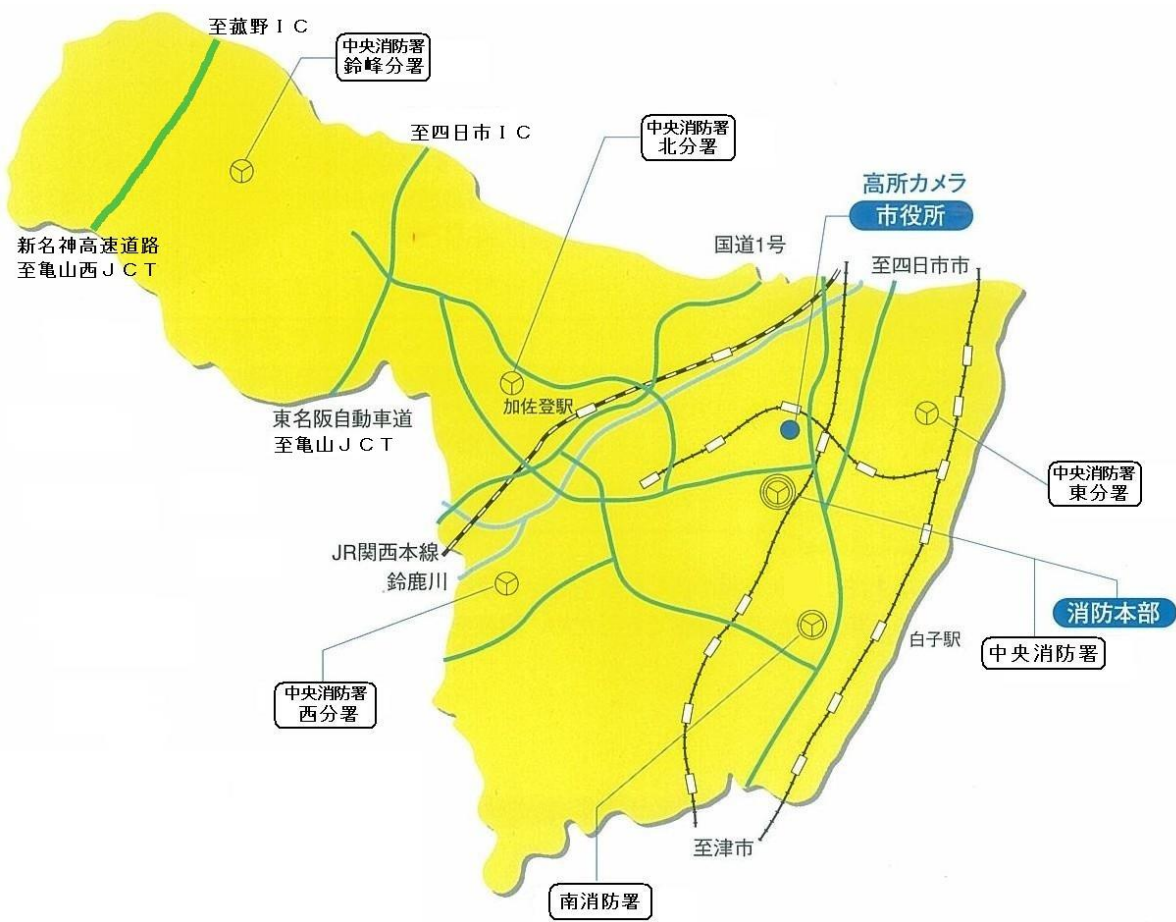 至菰野ＩＣ
中央消防署
鈴峰分署
至四日市ＩＣ
中央消防署
北分署
高所カメラ
市役所
新名神高速道路
至亀山西ＪＣＴ
国道1号
至四日市市
加佐登駅
東名阪自動車道
至亀山ＪＣＴ
中央消防署
東分署
JR関西本線
鈴鹿川
消防本部
白子駅
中央消防署
中央消防署
西分署
至津市
南消防署